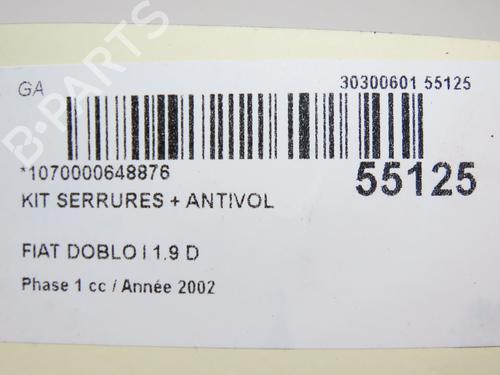 B-PARTS
GA
30300601 55125
*1070000648876
55125
KIT SERRURES + ANTIVOL
FIAT DOBLO I 1.9 D
Phase 1 cc / Année 2002